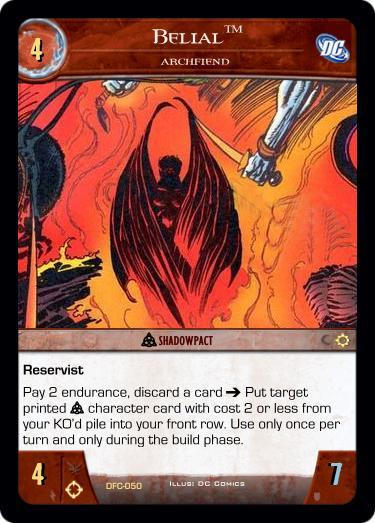 4
BELIAL™
DC
ARCHFIEND
SHADOWPACT
Reservist
Pay 2 endurance, discard a card ➔ Put target
printed character card with cost 2 or less from
your KO'd pile into your front row. Use only once per
turn and only during the build phase.
4
DFC-050
ILLUS: DC COMICS
7